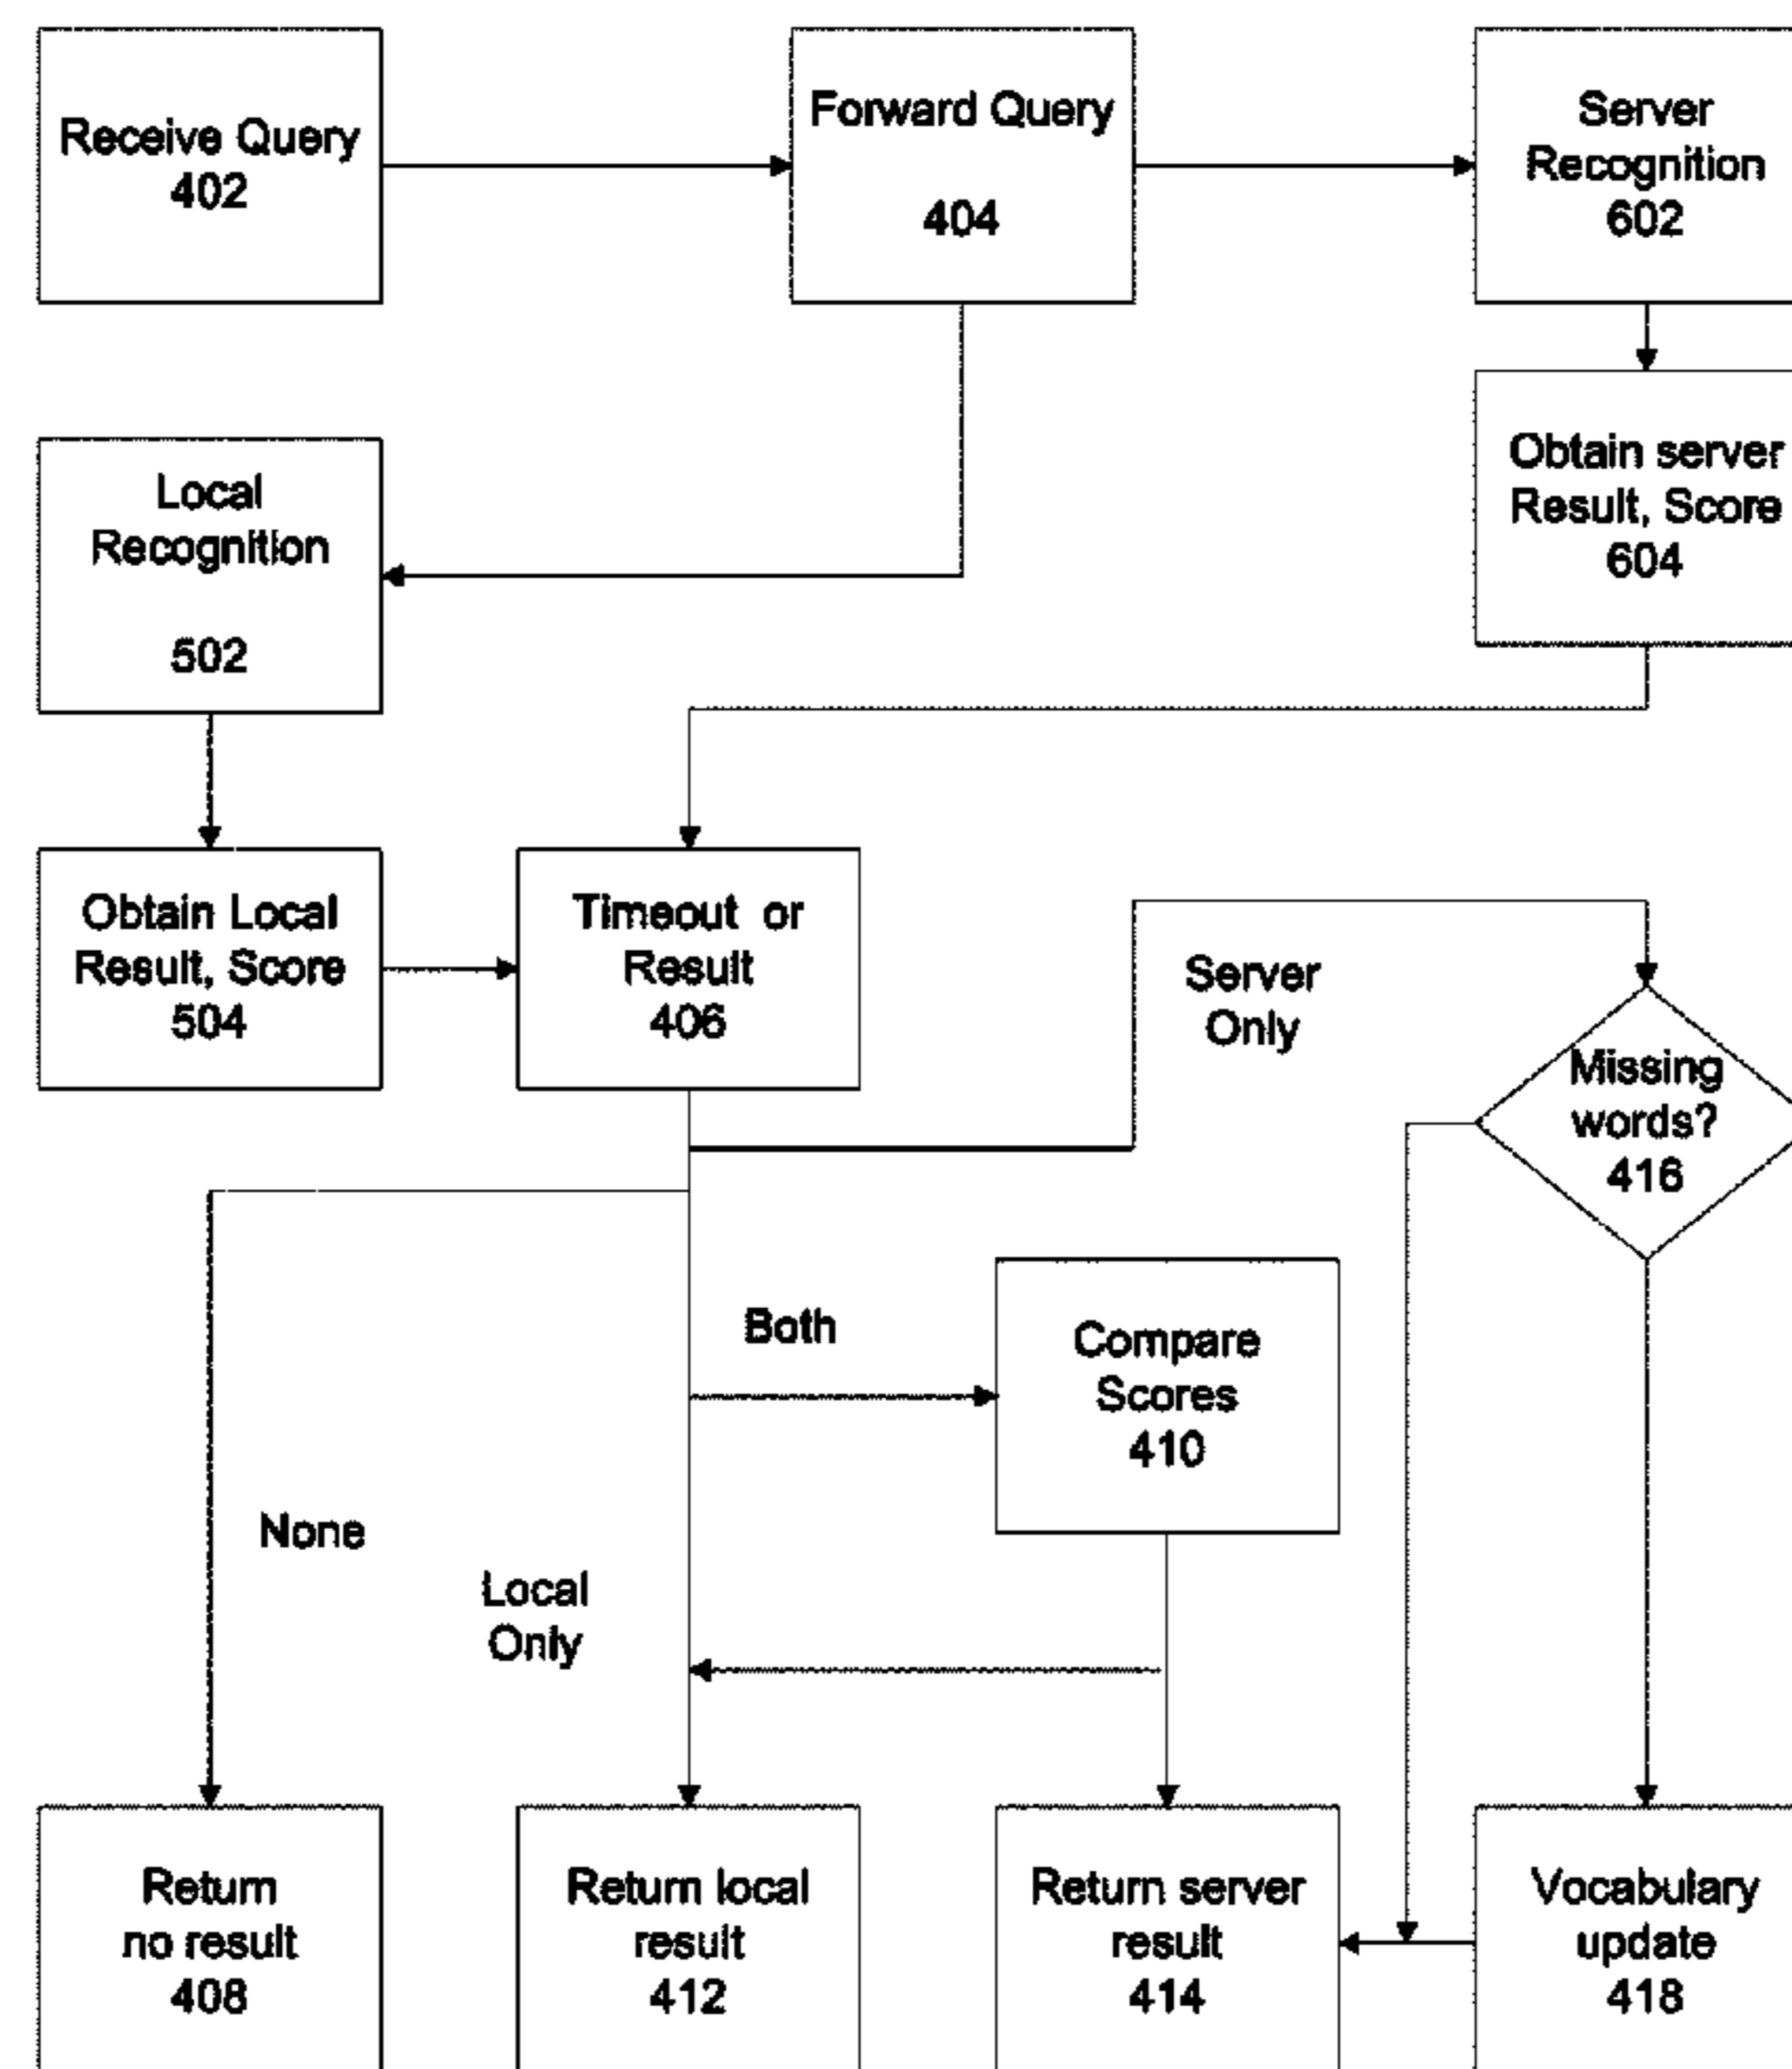 Receive Query
402
Forward Query
404
Server
Recognition
602
Local
Recognition
502
Obtain server
Result, Score
604
Obtain Local
Result, Score
504
Timeout or
Result
406
Server
Only
Missing
words?
416
Both
Compare
Scores
410
None
Local
Only
Return
no result
408
Return local
result
412
Return server
result
414
Vocabulary
update
418